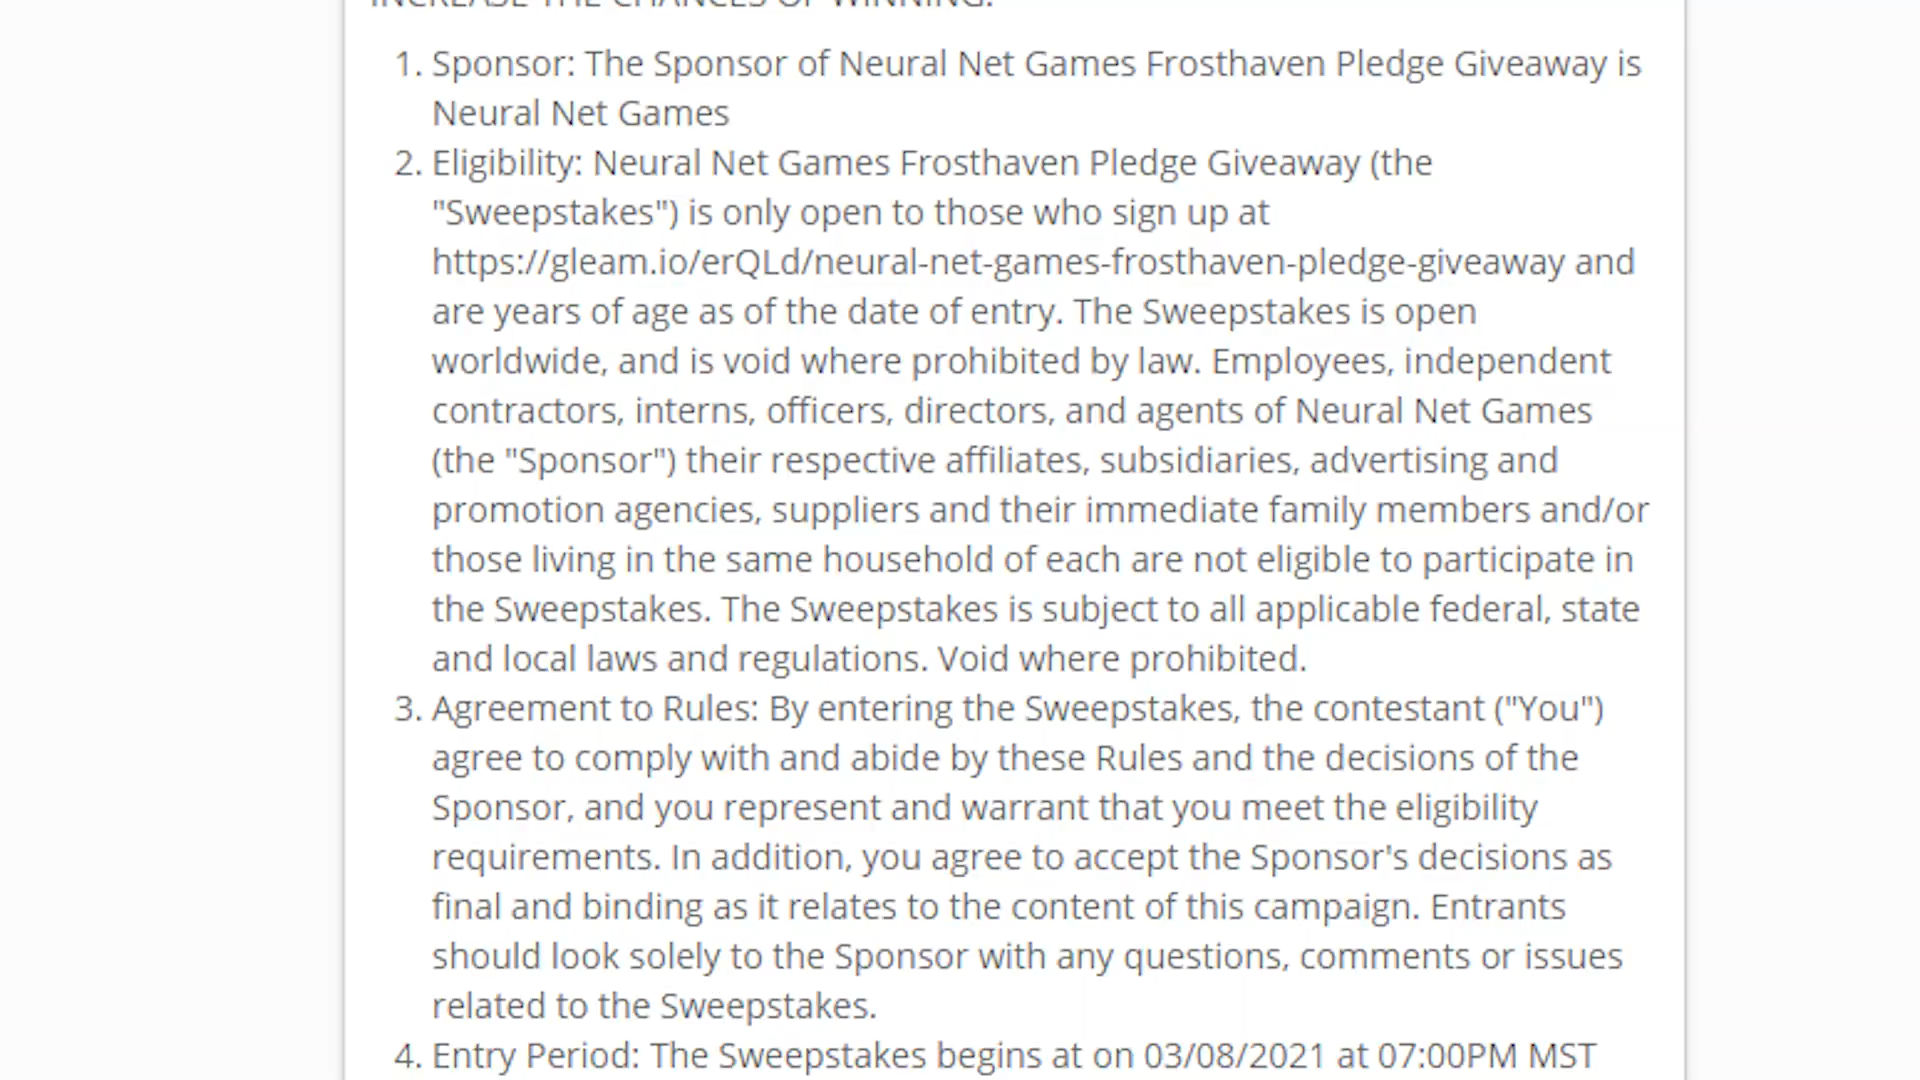 INCREASE THE CHANCES OF WINNING.
1. Sponsor: The Sponsor of Neural Net Games Frosthaven Pledge Giveaway is
Neural Net Games
2. Eligibility: Neural Net Games Frosthaven Pledge Giveaway (the
"Sweepstakes") is only open to those who sign up at
https://gleam.io/erQLd/neural-net-games-frosthaven-pledge-giveaway and
are years of age as of the date of entry. The Sweepstakes is open
worldwide, and is void where prohibited by law. Employees, independent
contractors, interns, officers, directors, and agents of Neural Net Games
(the "Sponsor") their respective affiliates, subsidiaries, advertising and
promotion agencies, suppliers and their immediate family members and/or
those living in the same household of each are not eligible to participate in
the Sweepstakes. The Sweepstakes is subject to all applicable federal, state
and local laws and regulations. Void where prohibited.
3. Agreement to Rules: By entering the Sweepstakes, the contestant ("You")
agree to comply with and abide by these Rules and the decisions of the
Sponsor, and you represent and warrant that you meet the eligibility
requirements. In addition, you agree to accept the Sponsor's decisions as
final and binding as it relates to the content of this campaign. Entrants
should look solely to the Sponsor with any questions, comments or issues
related to the Sweepstakes.
4. Entry Period: The Sweepstakes begins at on 03/08/2021 at 07:00PM MST